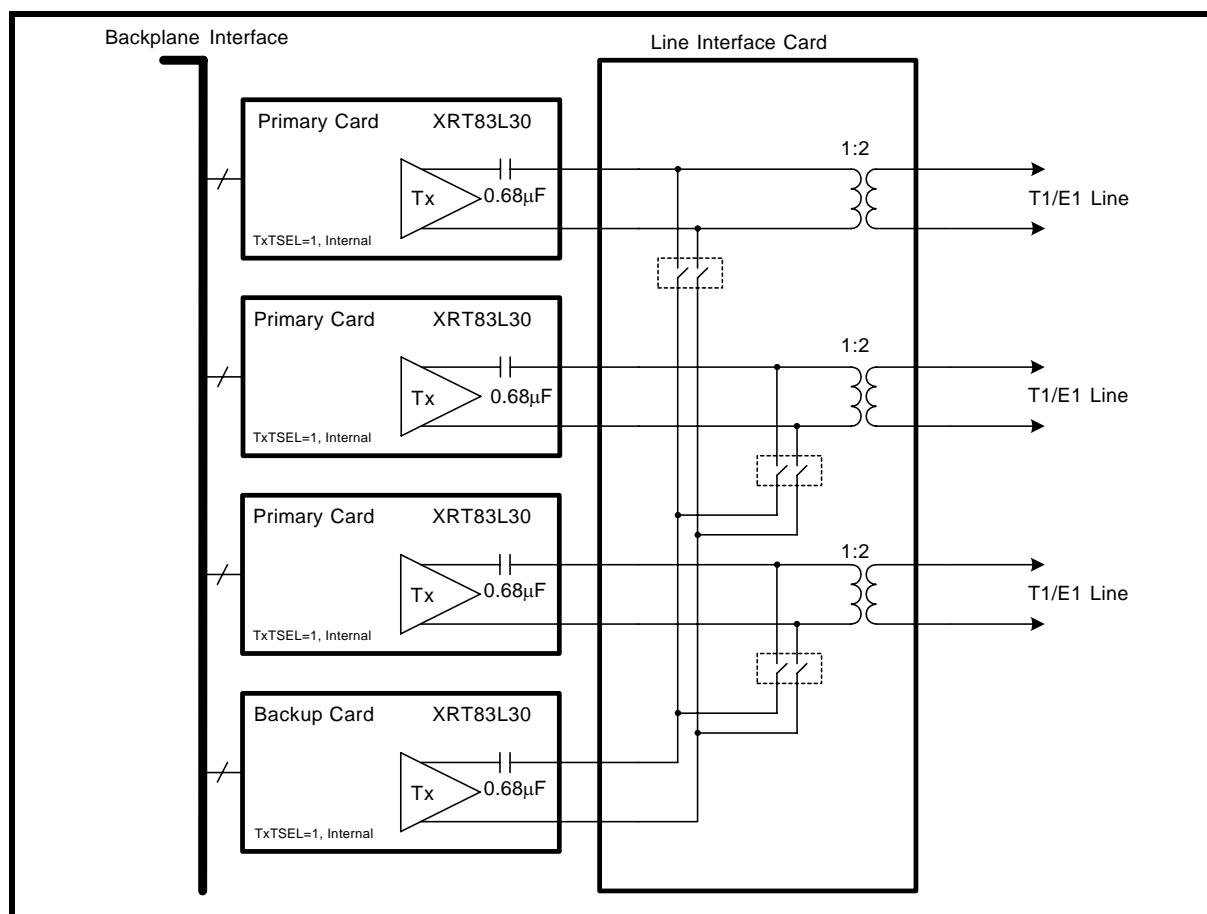 Backplane Interface
Line Interface Card
Primary Card XRT83L30
Tx
0.68μF
TxTSEL=1, Internal
1:2
T1/E1 Line
Primary Card XRT83L30
Tx
0.68μF
TxTSEL=1, Internal
1:2
T1/E1 Line
Primary Card XRT83L30
Tx
0.68μF
TxTSEL=1, Internal
1:2
T1/E1 Line
Backup Card XRT83L30
Tx
0.68μF
TxTSEL=1, Internal